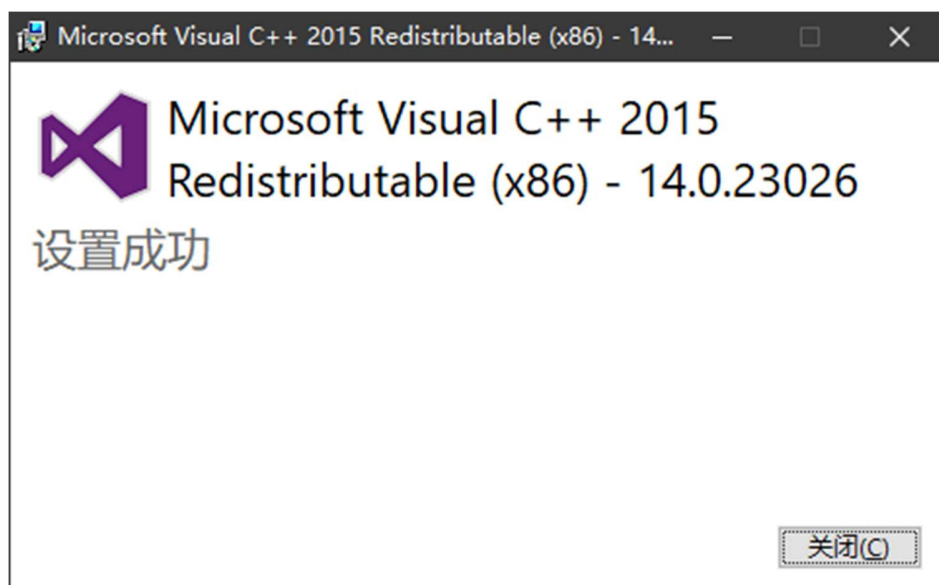 Microsoft Visual C++ 2015 Redistributable (x86) - 14...
Microsoft Visual C++ 2015
Redistributable (x86) - 14.0.23026
设置成功
关闭(C)